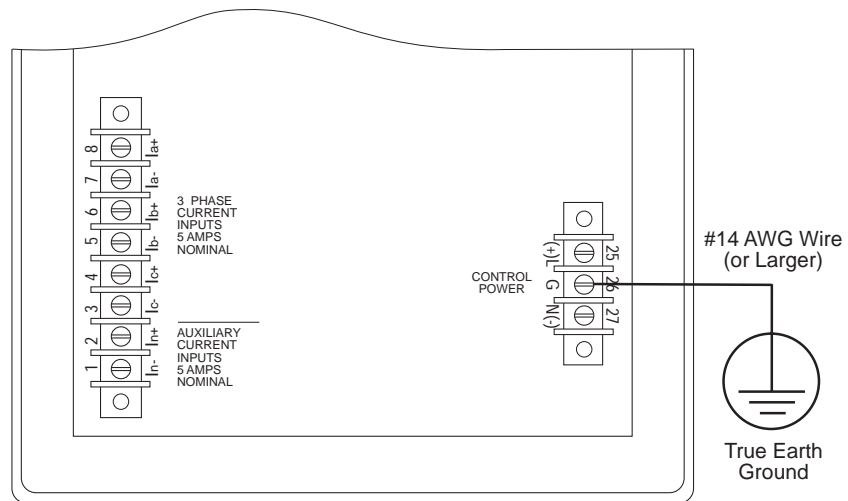 8 Ia+
7 Ia-
6 Ib+
5 Ib-
4 Ic+
3 Ic-
2 In+
1 In-
3 PHASE
CURRENT
INPUTS
5 AMPS
NOMINAL
AUXILIARY
CURRENT
INPUTS
5 AMPS
NOMINAL
CONTROL
POWER
(+)L 25
G 26
N(-) 27
#14 AWG Wire
(or Larger)
True Earth
Ground